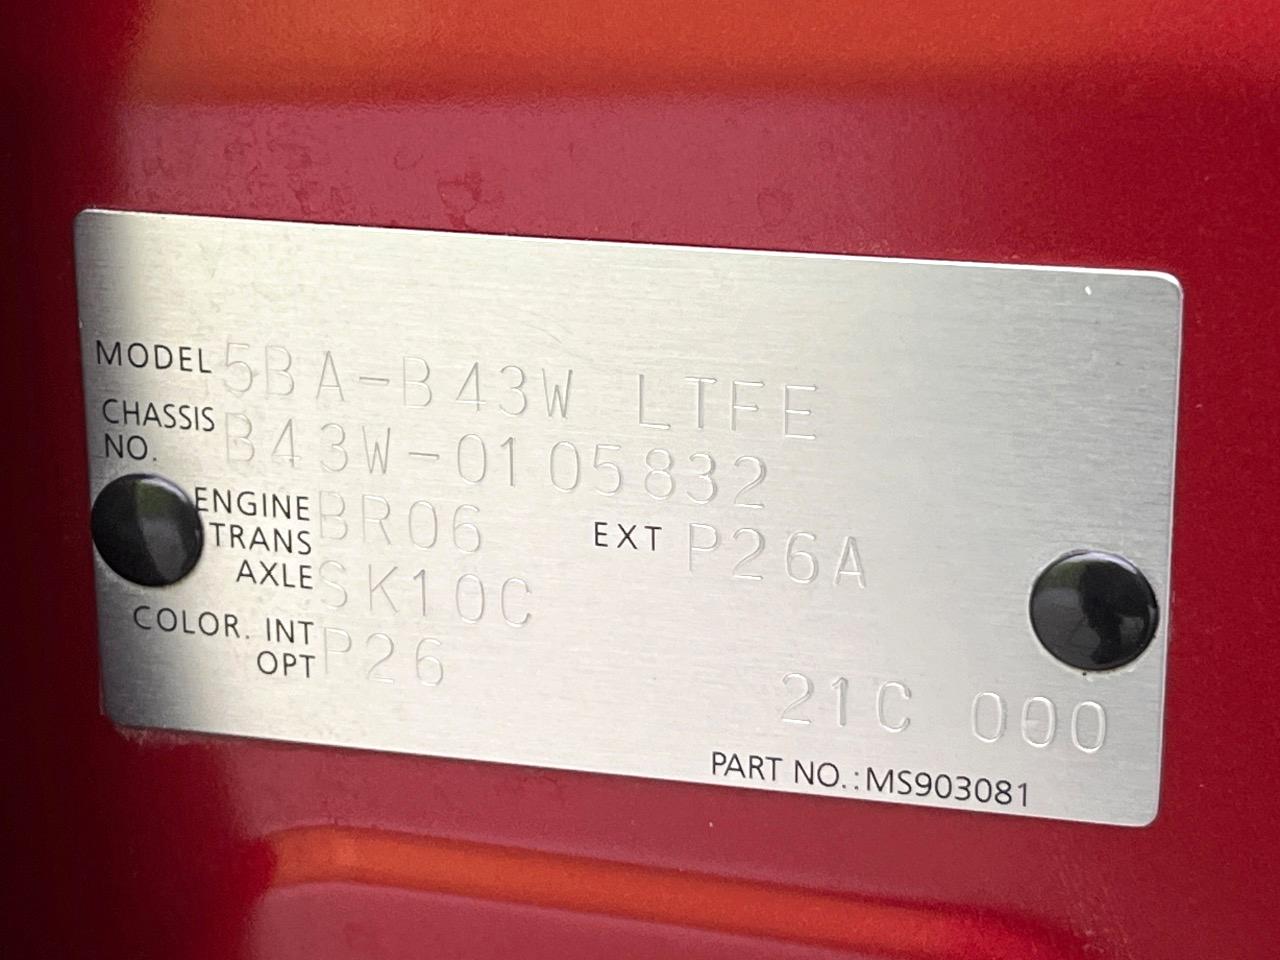 MODEL 5BA-B43W LTFE
CHASSIS NO. B43W-0105832
ENGINE BR06 EXT P26A
TRANS AXLE SK10C
COLOR. INT OPT P26
21C 000
PART NO.:MS903081